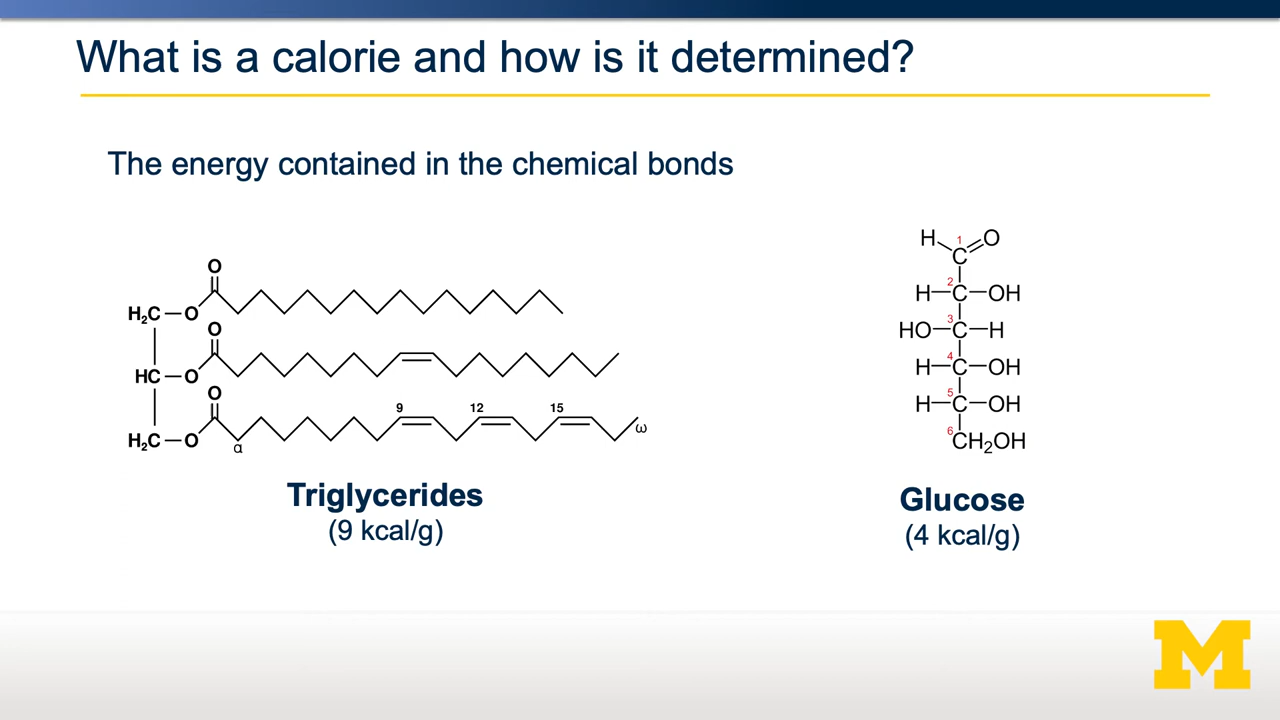 What is a calorie and how is it determined?
The energy contained in the chemical bonds
O
H₂C—O
O
HC—O
O
9 12 15
H₂C—O
α
ω
Triglycerides
(9 kcal/g)
H 1 O
C
2
H—C—OH
3
HO—C—H
4
H—C—OH
5
H—C—OH
6
CH₂OH
Glucose
(4 kcal/g)
M